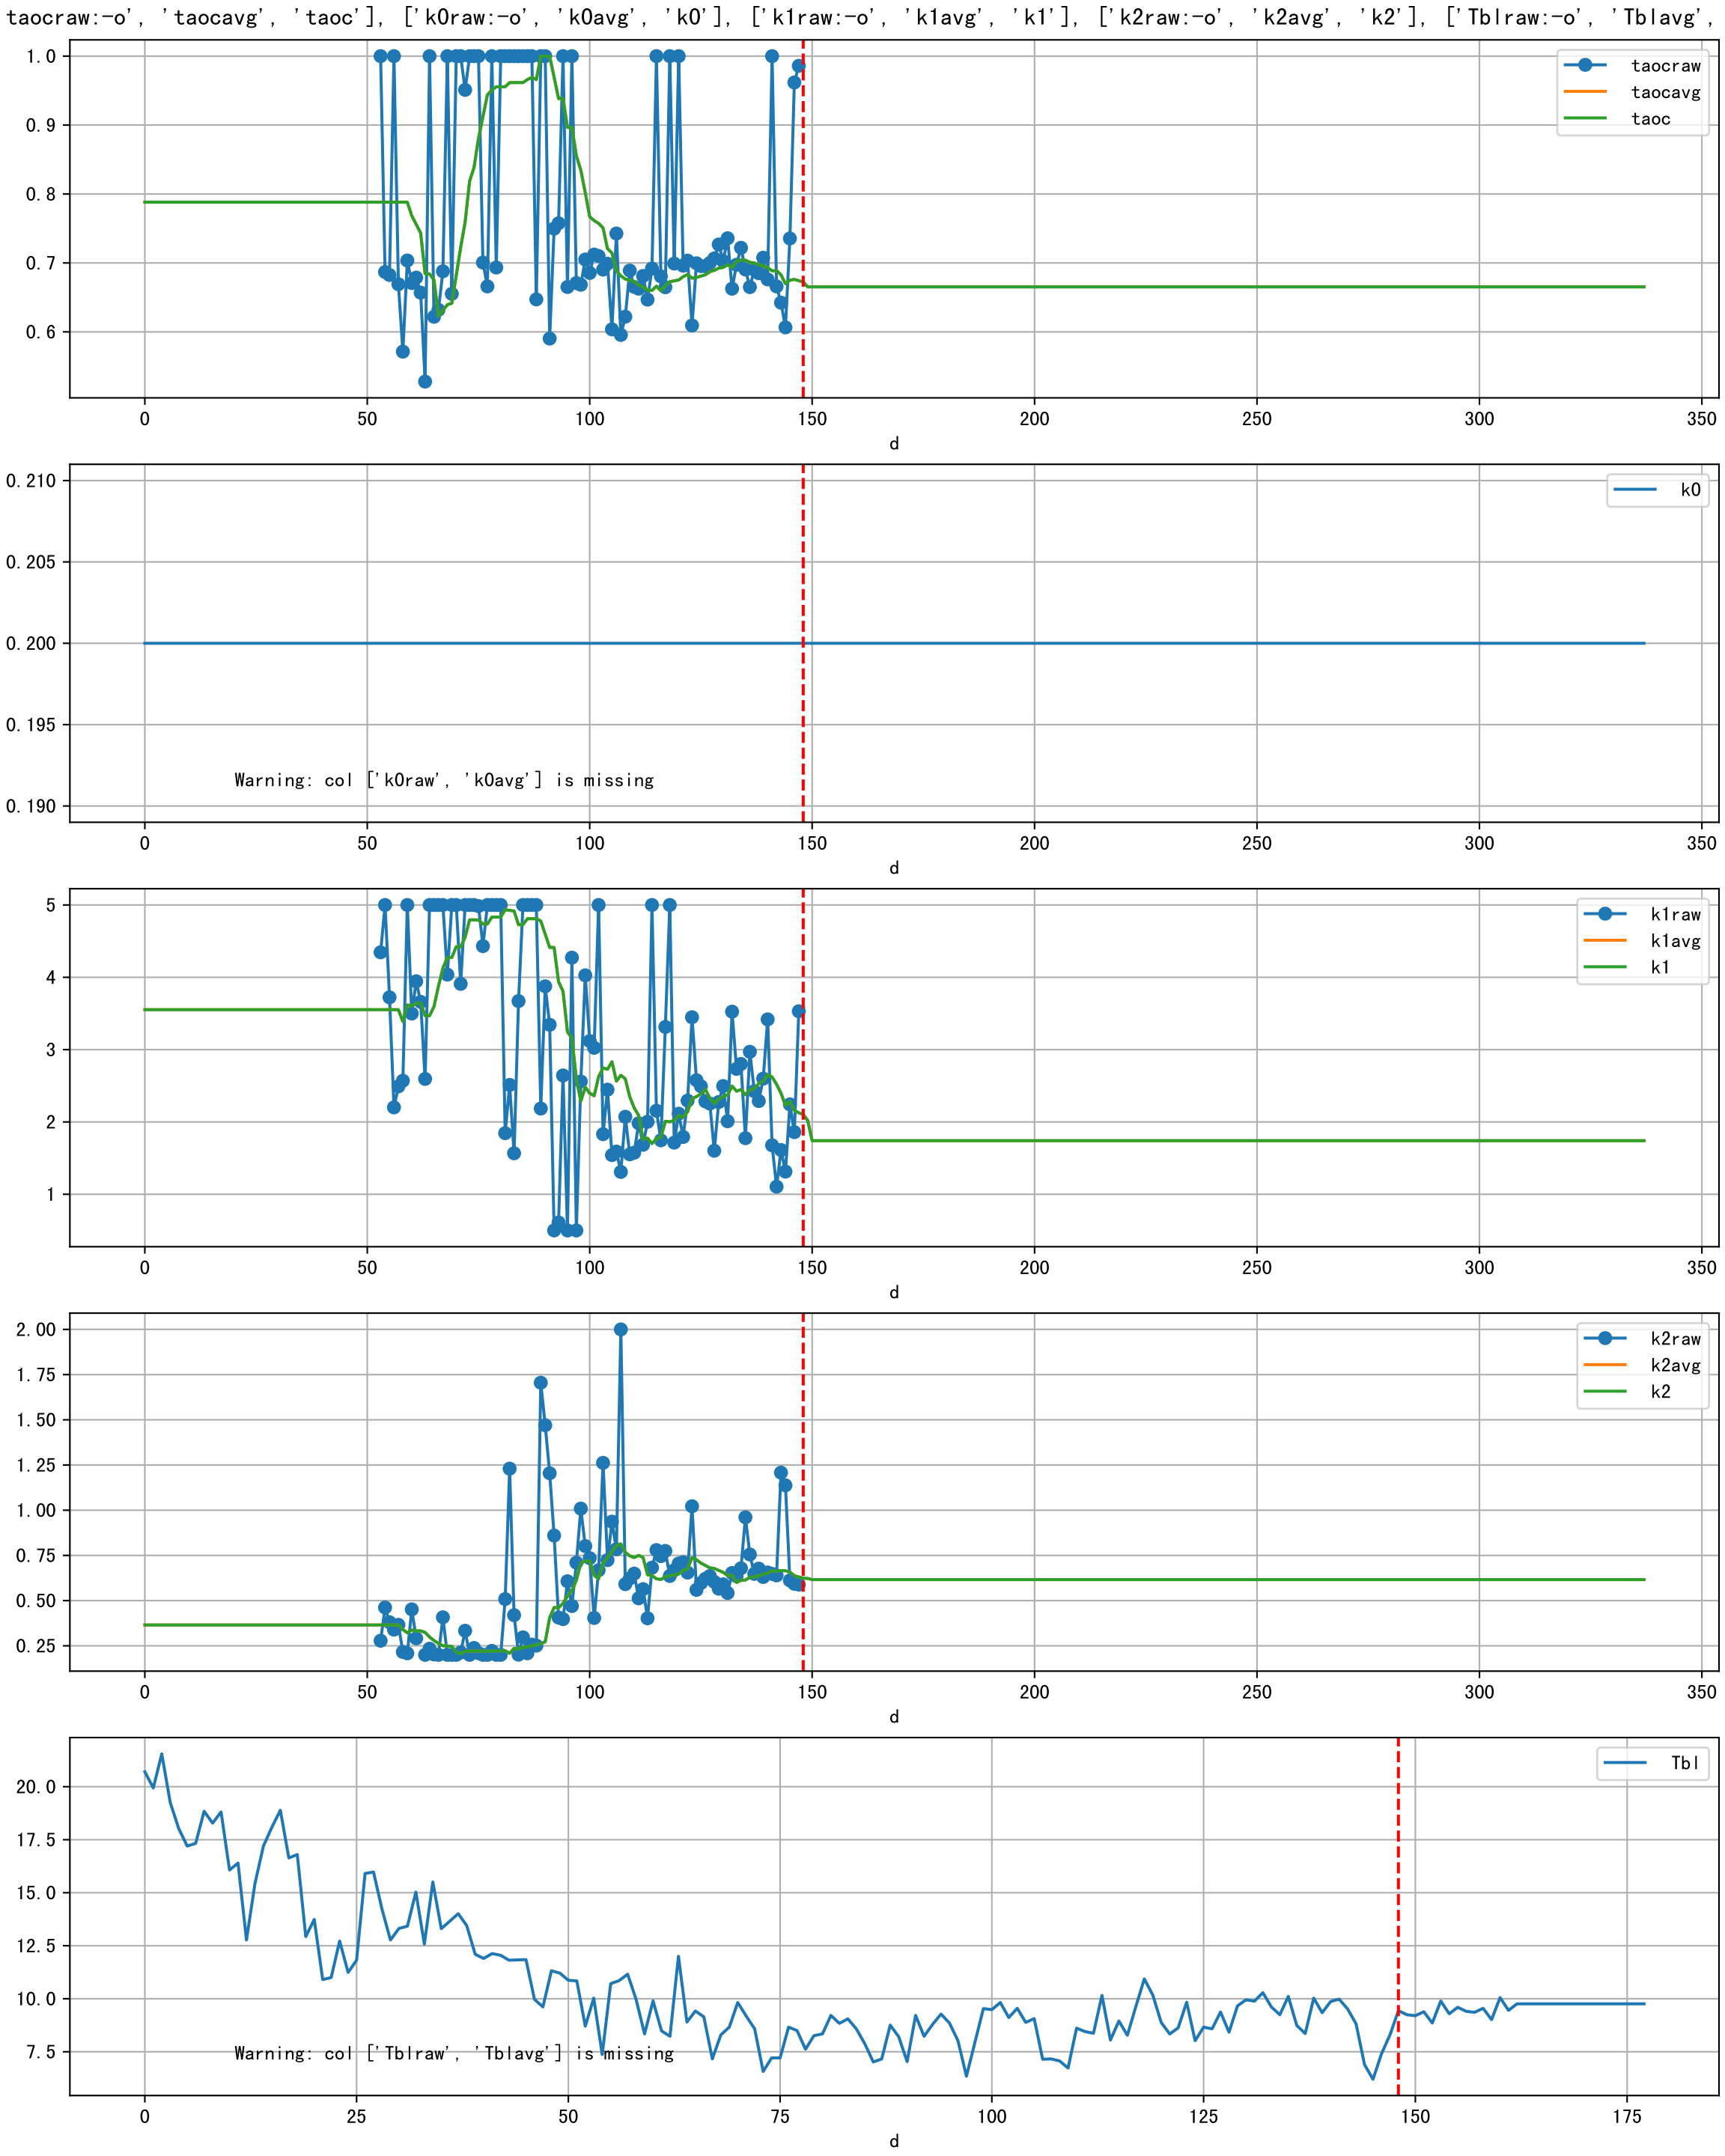 taocraw:-o', 'taocavg', 'taoc'], ['k0raw:-o', 'k0avg', 'k0'], ['k1raw:-o', 'k1avg', 'k1'], ['k2raw:-o', 'k2avg', 'k2'], ['Tblraw:-o', 'Tblavg',
1.0
0.9
0.8
0.7
0.6
taocraw
taocavg
taoc
0 50 100 150 200 250 300 350
d
0.210
0.205
0.200
0.195
0.190
k0
Warning: col ['k0raw', 'k0avg'] is missing
0 50 100 150 200 250 300 350
d
5
4
3
2
1
k1raw
k1avg
k1
0 50 100 150 200 250 300 350
d
2.00
1.75
1.50
1.25
1.00
0.75
0.50
0.25
k2raw
k2avg
k2
0 50 100 150 200 250 300 350
d
20.0
17.5
15.0
12.5
10.0
7.5
Tbl
Warning: col ['Tblraw', 'Tblavg'] is missing
0 25 50 75 100 125 150 175
d